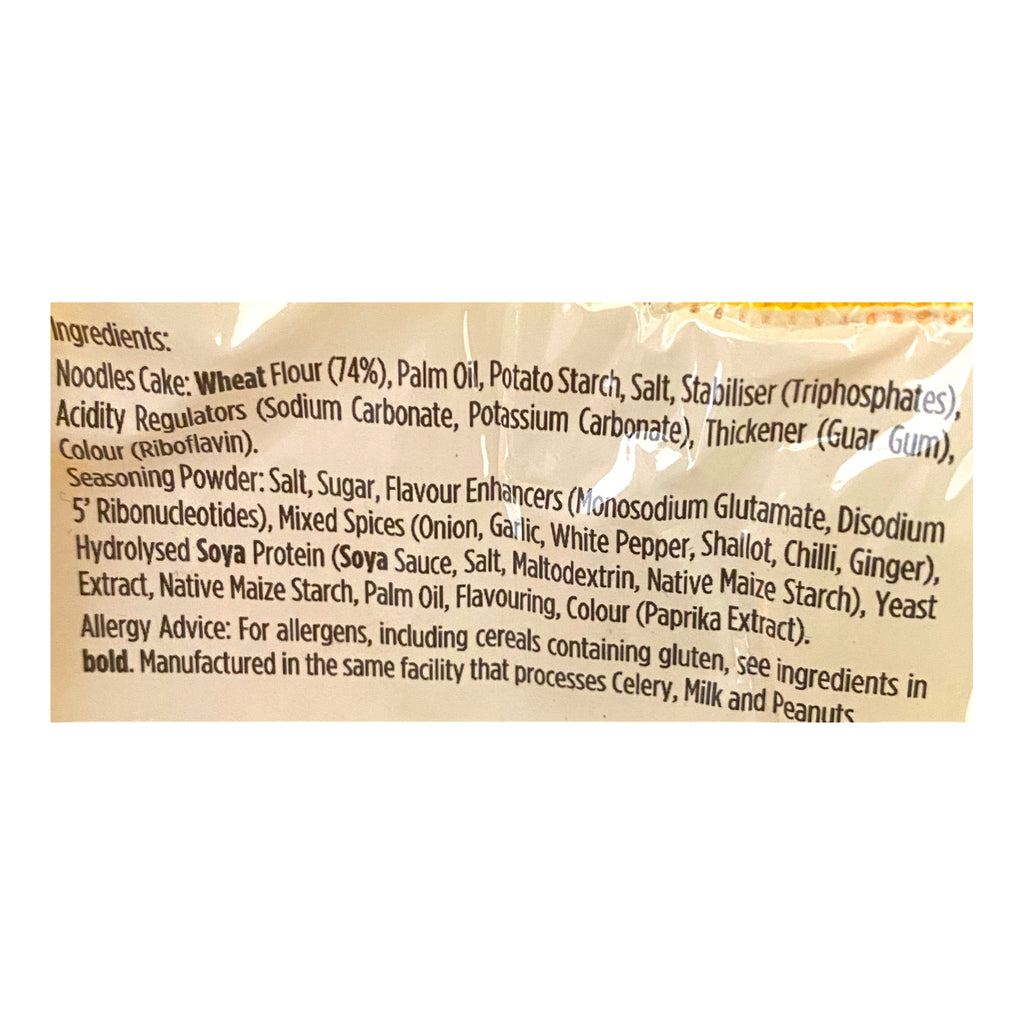 Ingredients:
Noodles Cake: Wheat Flour (74%), Palm Oil, Potato Starch, Salt, Stabiliser (Triphosphates),
Acidity Regulators (Sodium Carbonate, Potassium Carbonate), Thickener (Guar Gum),
Colour (Riboflavin).
Seasoning Powder: Salt, Sugar, Flavour Enhancers (Monosodium Glutamate, Disodium
5' Ribonucleotides), Mixed Spices (Onion, Garlic, White Pepper, Shallot, Chilli, Ginger),
Hydrolysed Soya Protein (Soya Sauce, Salt, Maltodextrin, Native Maize Starch), Yeast
Extract, Native Maize Starch, Palm Oil, Flavouring, Colour (Paprika Extract).
Allergy Advice: For allergens, including cereals containing gluten, see ingredients in
bold. Manufactured in the same facility that processes Celery, Milk and Peanuts